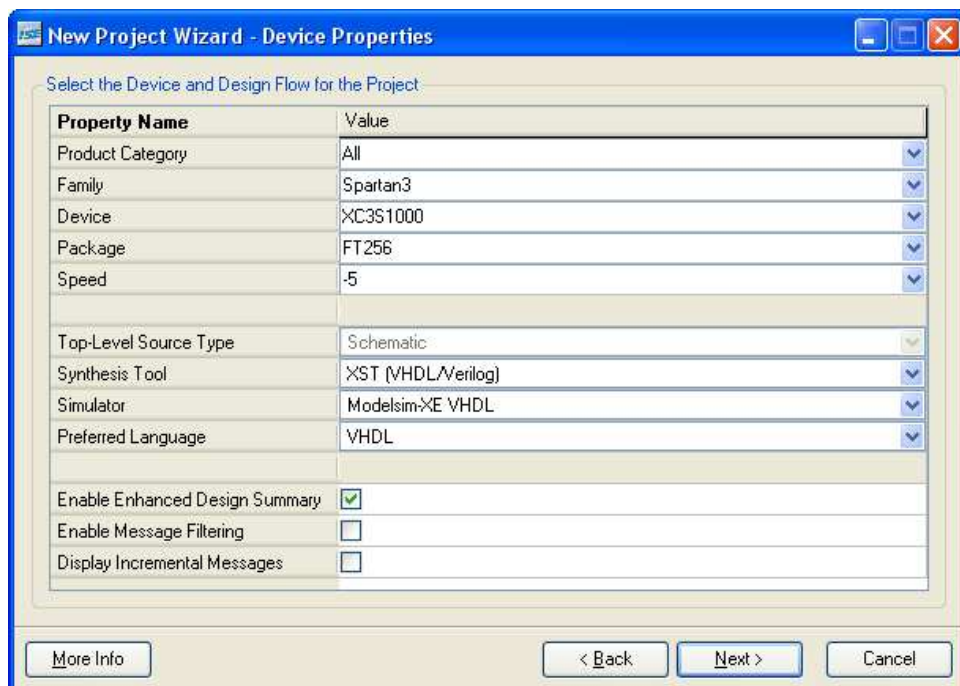 ISE New Project Wizard - Device Properties
Select the Device and Design Flow for the Project
Property Name Value
Product Category All
Family Spartan3
Device XC3S1000
Package FT256
Speed -5
Top-Level Source Type Schematic
Synthesis Tool XST (VHDL/Verilog)
Simulator Modelsim-XE VHDL
Preferred Language VHDL
Enable Enhanced Design Summary
Enable Message Filtering
Display Incremental Messages
More Info < Back Next > Cancel